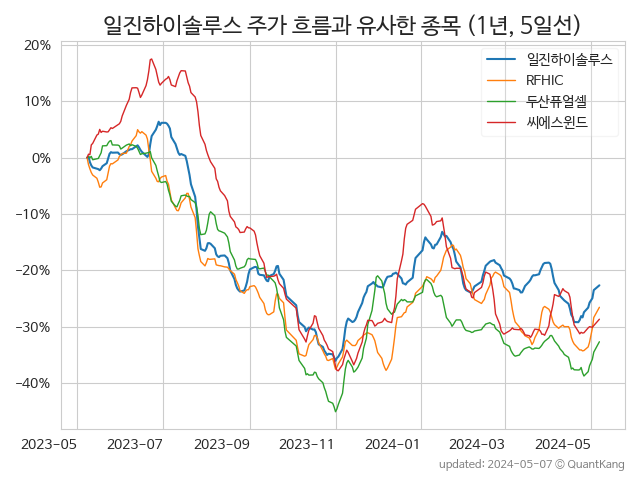 일진하이솔루스 주가 흐름과 유사한 종목 (1년, 5일선)
20%
10%
0%
−10%
−20%
−30%
−40%
일진하이솔루스
RFHIC
두산퓨얼셀
씨에스윈드
2023-05 2023-07 2023-09 2023-11 2024-01 2024-03 2024-05
updated: 2024-05-07 © QuantKang